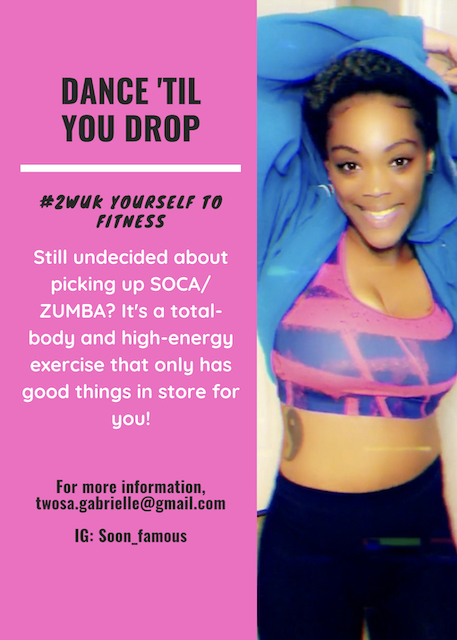 DANCE 'TIL
YOU DROP
#2WUK YOURSELF TO
FITNESS
Still undecided about
picking up SOCA/
ZUMBA? It's a total-
body and high-energy
exercise that only has
good things in store for
you!
For more information,
twosa.gabrielle@gmail.com
IG: Soon_famous